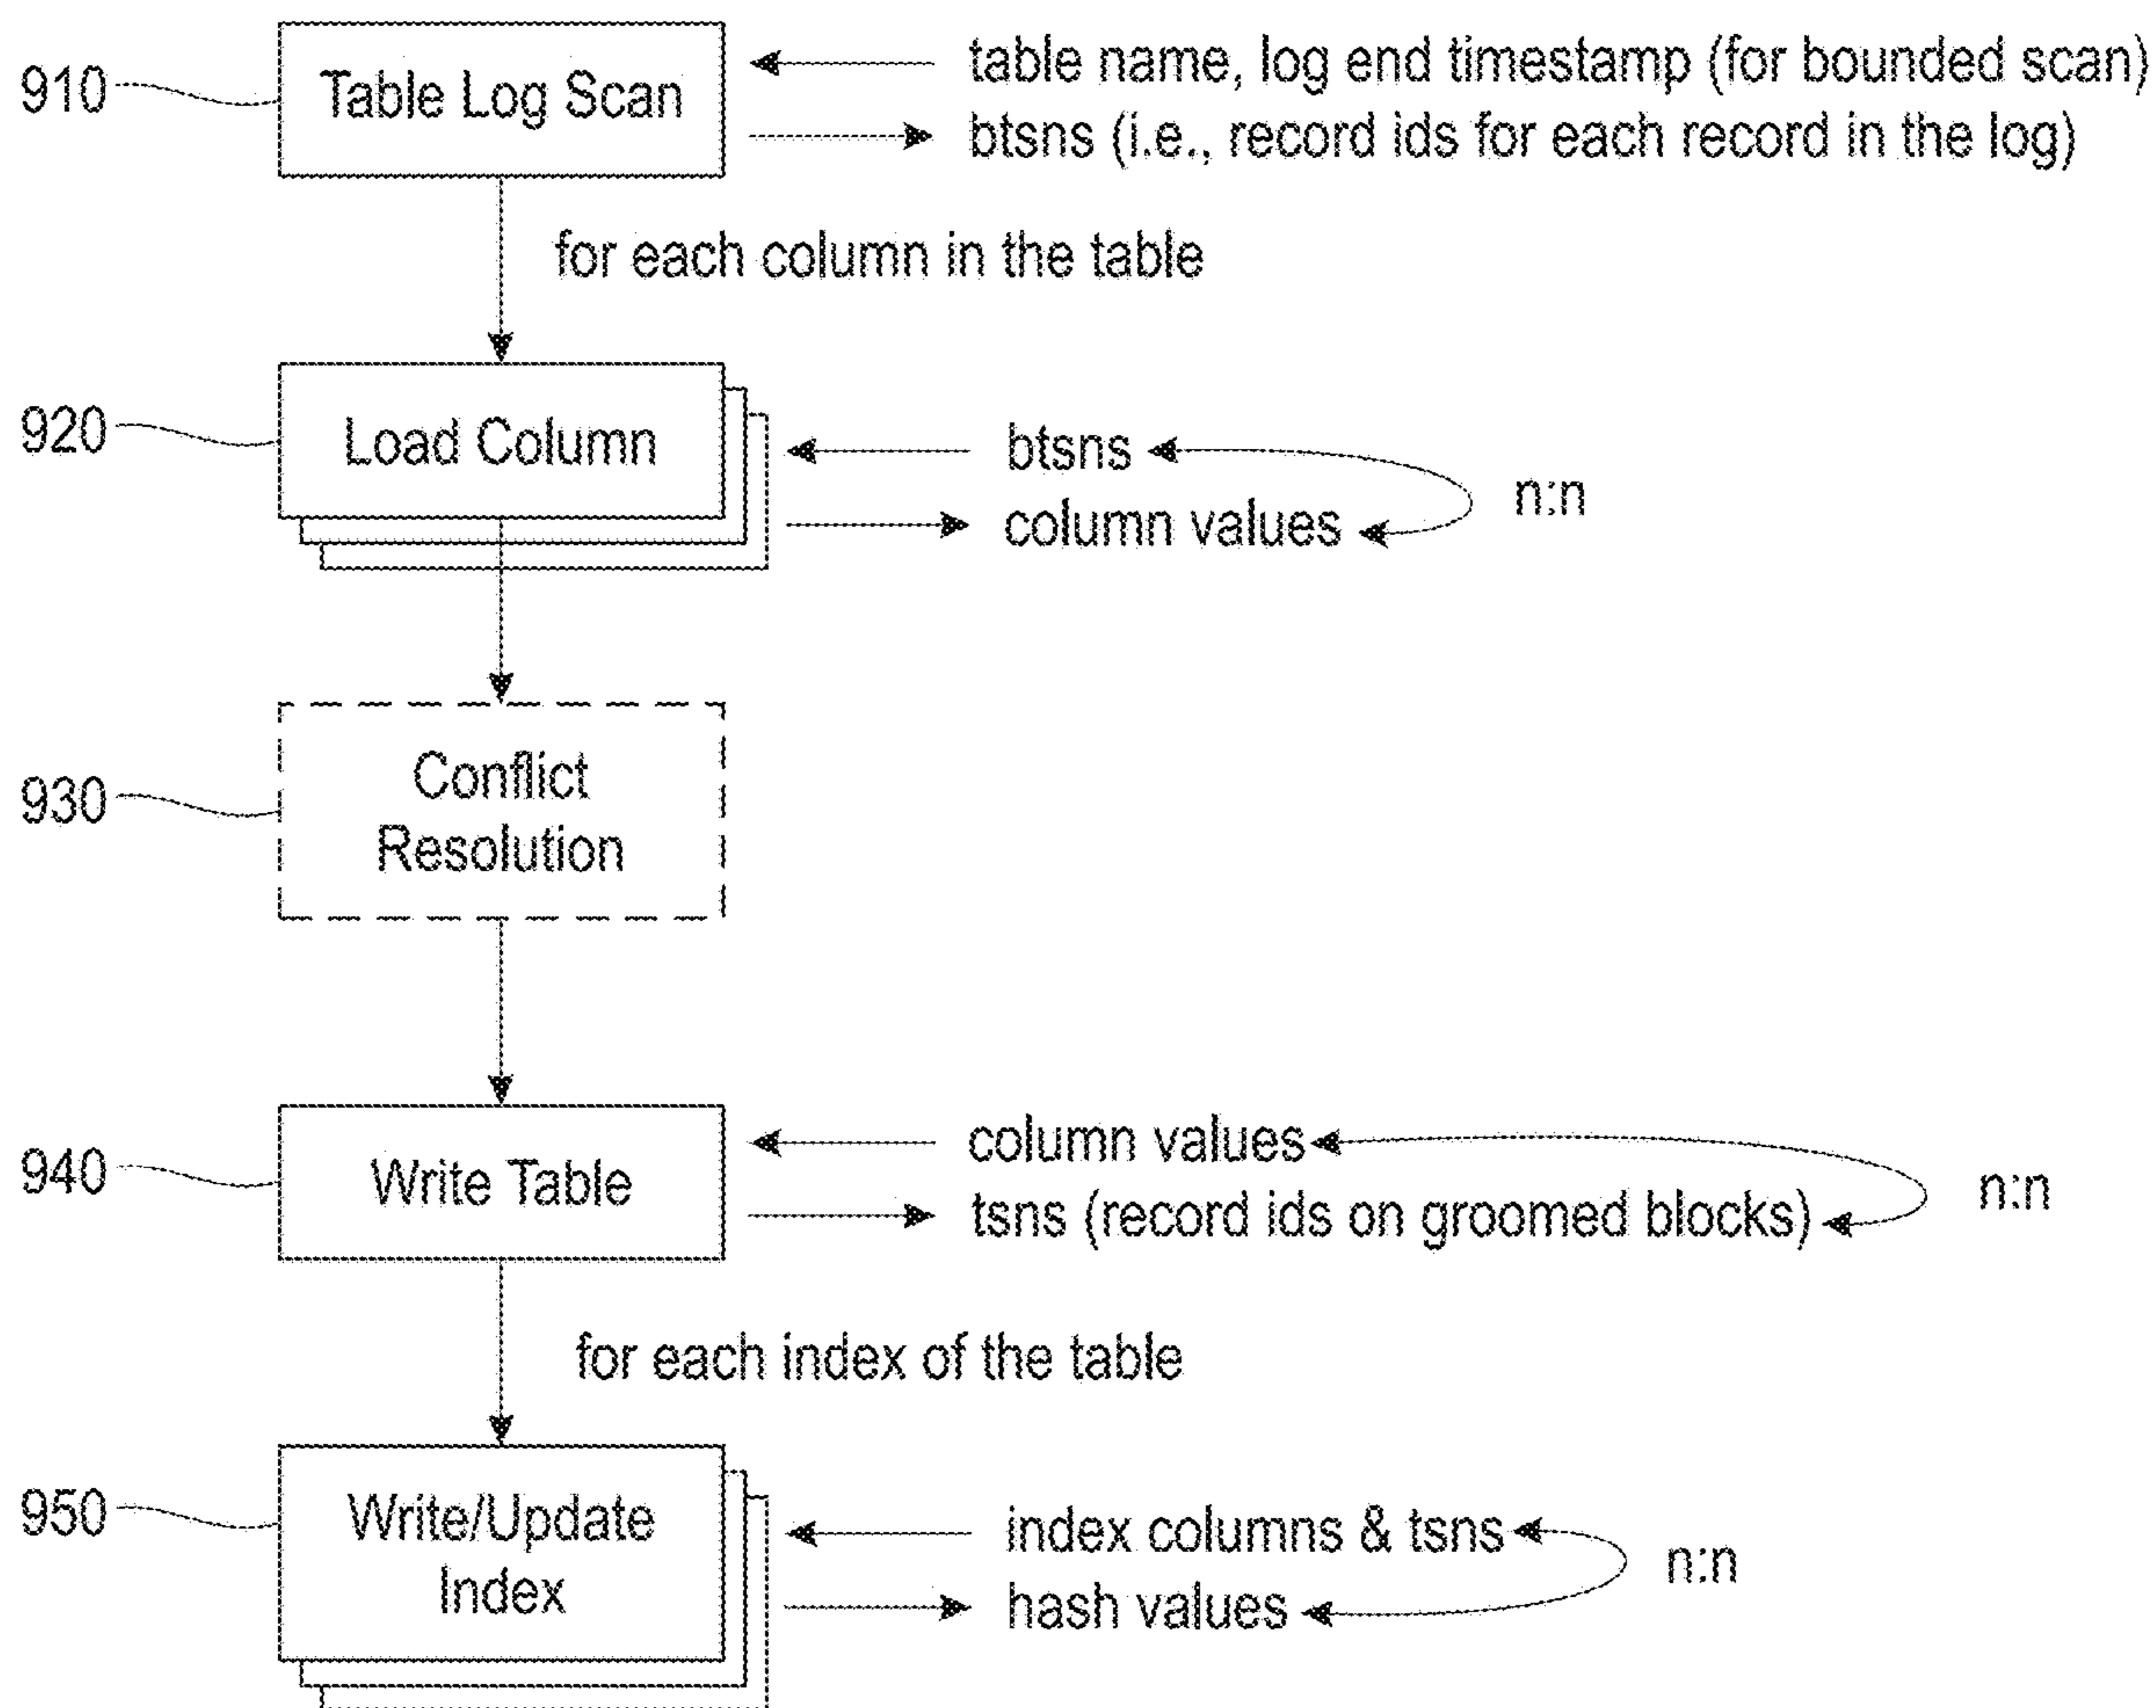 910
Table Log Scan
table name, log end timestamp (for bounded scan)
btsns (i.e., record ids for each record in the log)
for each column in the table
920
Load Column
btsns
column values
n:n
930
Conflict
Resolution
940
Write Table
column values
tsns (record ids on groomed blocks)
n:n
for each index of the table
950
Write/Update
Index
index columns & tsns
hash values
n:n